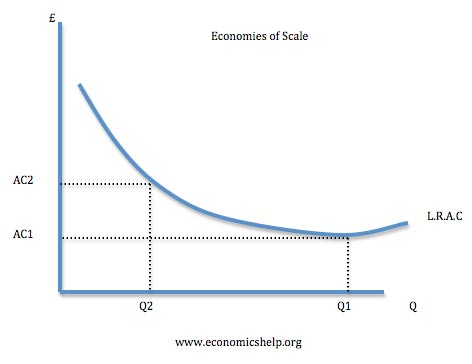 £
Economies of Scale
AC2
L.R.A.C
AC1
Q2
Q1
Q
www.economicshelp.org